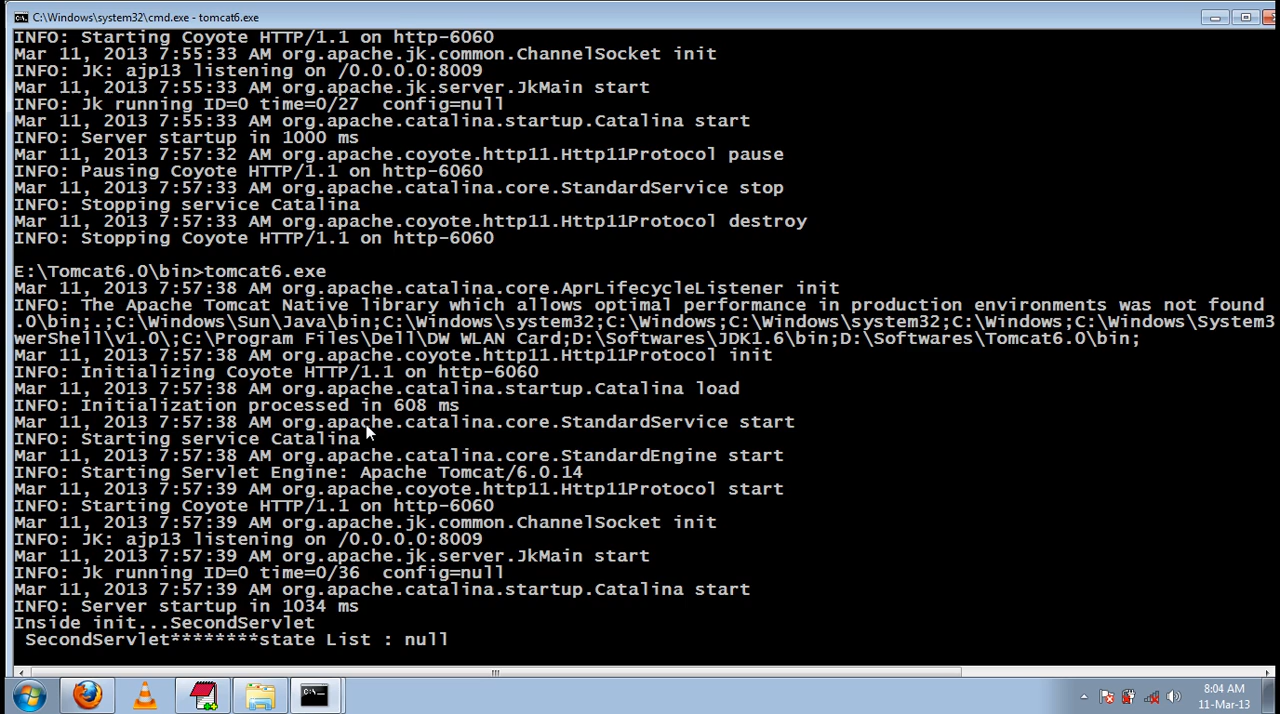 C:\Windows\system32\cmd.exe - tomcat6.exe
INFO: Starting Coyote HTTP/1.1 on http-6060
Mar 11, 2013 7:55:33 AM org.apache.jk.common.ChannelSocket init
INFO: JK: ajp13 listening on /0.0.0.0:8009
Mar 11, 2013 7:55:33 AM org.apache.jk.server.JkMain start
INFO: Jk running ID=0 time=0/27  config=null
Mar 11, 2013 7:55:33 AM org.apache.catalina.startup.Catalina start
INFO: Server startup in 1000 ms
Mar 11, 2013 7:57:32 AM org.apache.coyote.http11.Http11Protocol pause
INFO: Pausing Coyote HTTP/1.1 on http-6060
Mar 11, 2013 7:57:33 AM org.apache.catalina.core.StandardService stop
INFO: Stopping service Catalina
Mar 11, 2013 7:57:33 AM org.apache.coyote.http11.Http11Protocol destroy
INFO: Stopping Coyote HTTP/1.1 on http-6060
E:\Tomcat6.0\bin>tomcat6.exe
Mar 11, 2013 7:57:38 AM org.apache.catalina.core.AprLifecycleListener init
INFO: The Apache Tomcat Native library which allows optimal performance in production environments was not found
.0\bin;.;C:\Windows\Sun\Java\bin;C:\Windows\system32;C:\Windows;C:\Windows\system32;C:\Windows;C:\Windows\System3
werShell\v1.0\;C:\Program Files\Dell\DW WLAN Card;D:\Softwares\JDK1.6\bin;D:\Softwares\Tomcat6.0\bin;
Mar 11, 2013 7:57:38 AM org.apache.coyote.http11.Http11Protocol init
INFO: Initializing Coyote HTTP/1.1 on http-6060
Mar 11, 2013 7:57:38 AM org.apache.catalina.startup.Catalina load
INFO: Initialization processed in 608 ms
Mar 11, 2013 7:57:38 AM org.apache.catalina.core.StandardService start
INFO: Starting service Catalina
Mar 11, 2013 7:57:38 AM org.apache.catalina.core.StandardEngine start
INFO: Starting Servlet Engine: Apache Tomcat/6.0.14
Mar 11, 2013 7:57:39 AM org.apache.coyote.http11.Http11Protocol start
INFO: Starting Coyote HTTP/1.1 on http-6060
Mar 11, 2013 7:57:39 AM org.apache.jk.common.ChannelSocket init
INFO: JK: ajp13 listening on /0.0.0.0:8009
Mar 11, 2013 7:57:39 AM org.apache.jk.server.JkMain start
INFO: Jk running ID=0 time=0/36  config=null
Mar 11, 2013 7:57:39 AM org.apache.catalina.startup.Catalina start
INFO: Server startup in 1034 ms
Inside init...SecondServlet
 SecondServlet********state List : null
8:04 AM
11-Mar-13